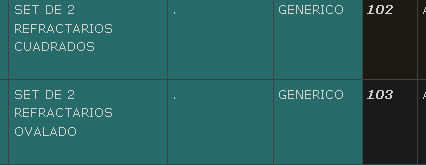 SET DE 2 . GENERICO 102
REFRACTARIOS
CUADRADOS
SET DE 2 . GENERICO 103
REFRACTARIOS
OVALADO